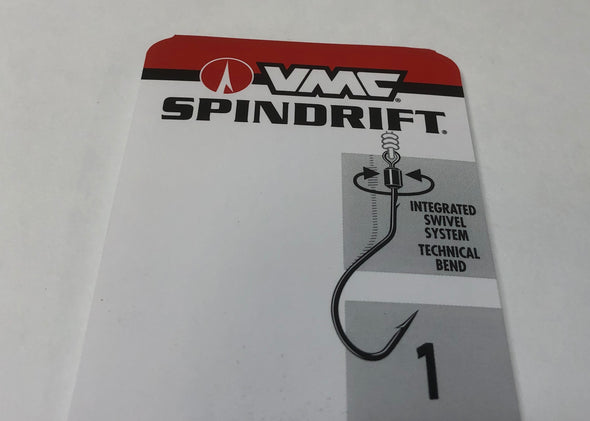 VMC®
SPINDRIFT®
INTEGRATED
SWIVEL
SYSTEM
TECHNICAL
BEND
1